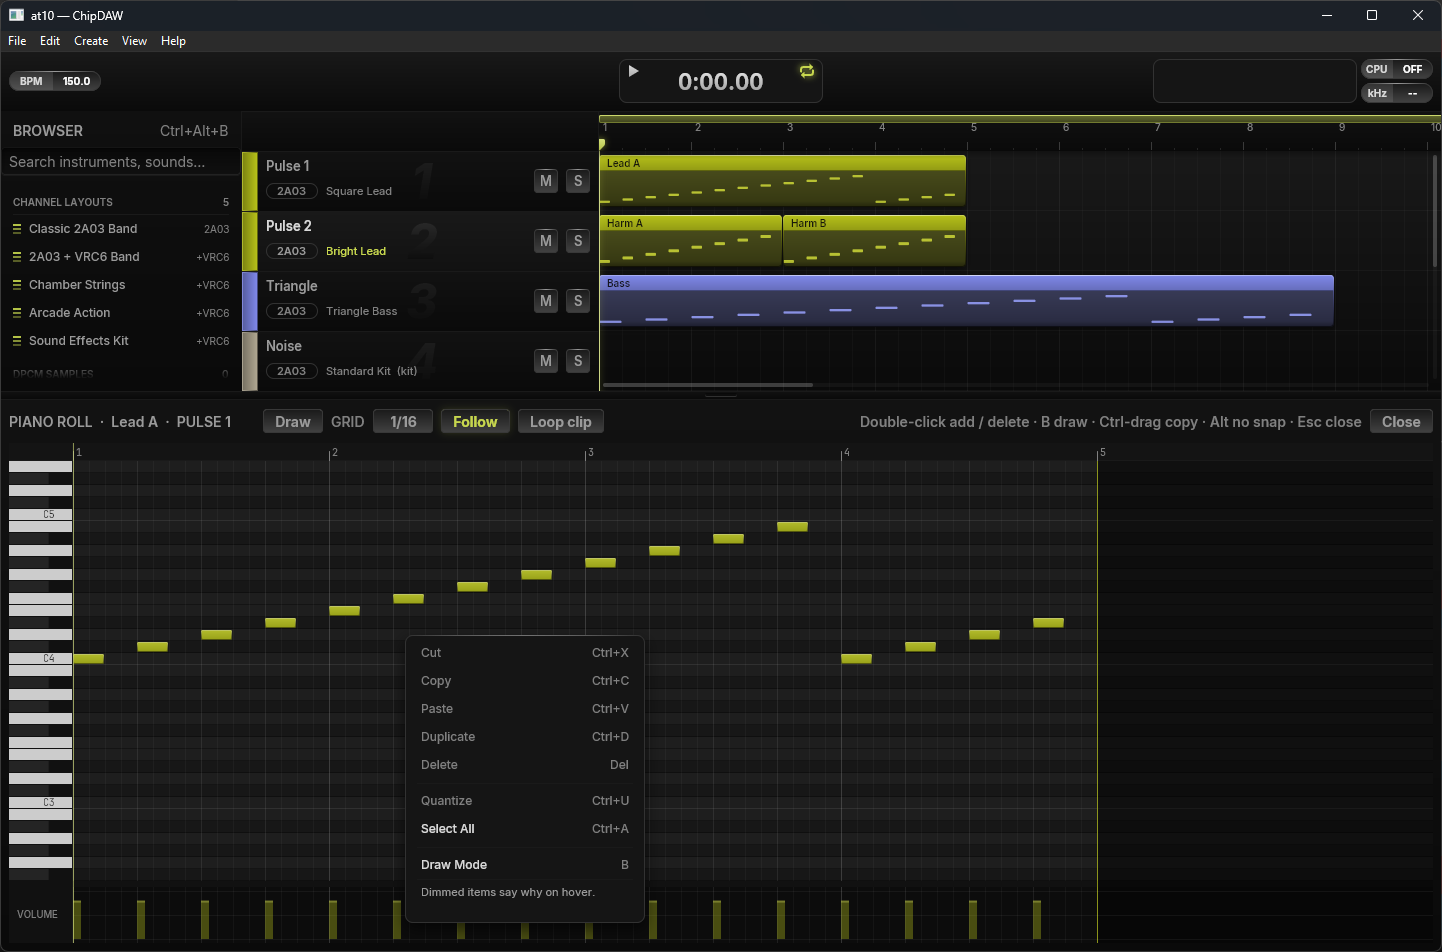 at10 — ChipDAW
File Edit Create View Help
BPM 150.0
0:00.00
CPU OFF
kHz --
BROWSER Ctrl+Alt+B
Search instruments, sounds...
CHANNEL LAYOUTS 5
Classic 2A03 Band 2A03
2A03 + VRC6 Band +VRC6
Chamber Strings +VRC6
Arcade Action +VRC6
Sound Effects Kit +VRC6
DPCM SAMPLES 0
Pulse 1 1 M S
2A03 Square Lead
Pulse 2 2 M S
2A03 Bright Lead
Triangle 3 M S
2A03 Triangle Bass
Noise 4 M S
2A03 Standard Kit (kit)
1 2 3 4 5 6 7 8 9 10
Lead A
Harm A Harm B
Bass
PIANO ROLL · Lead A · PULSE 1 Draw GRID 1/16 Follow Loop clip Double-click add / delete · B draw · Ctrl-drag copy · Alt no snap · Esc close Close
1 2 3 4 5
C5
C4
C3
Cut Ctrl+X
Copy Ctrl+C
Paste Ctrl+V
Duplicate Ctrl+D
Delete Del
Quantize Ctrl+U
Select All Ctrl+A
Draw Mode B
Dimmed items say why on hover.
VOLUME